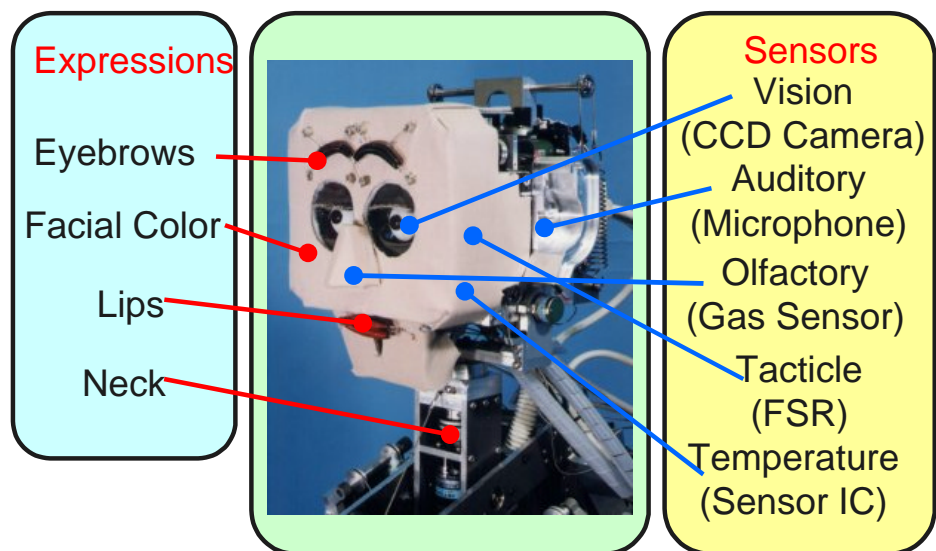 Expressions
Eyebrows
Facial Color
Lips
Neck
Sensors
Vision
(CCD Camera)
Auditory
(Microphone)
Olfactory
(Gas Sensor)
Tacticle
(FSR)
Temperature
(Sensor IC)